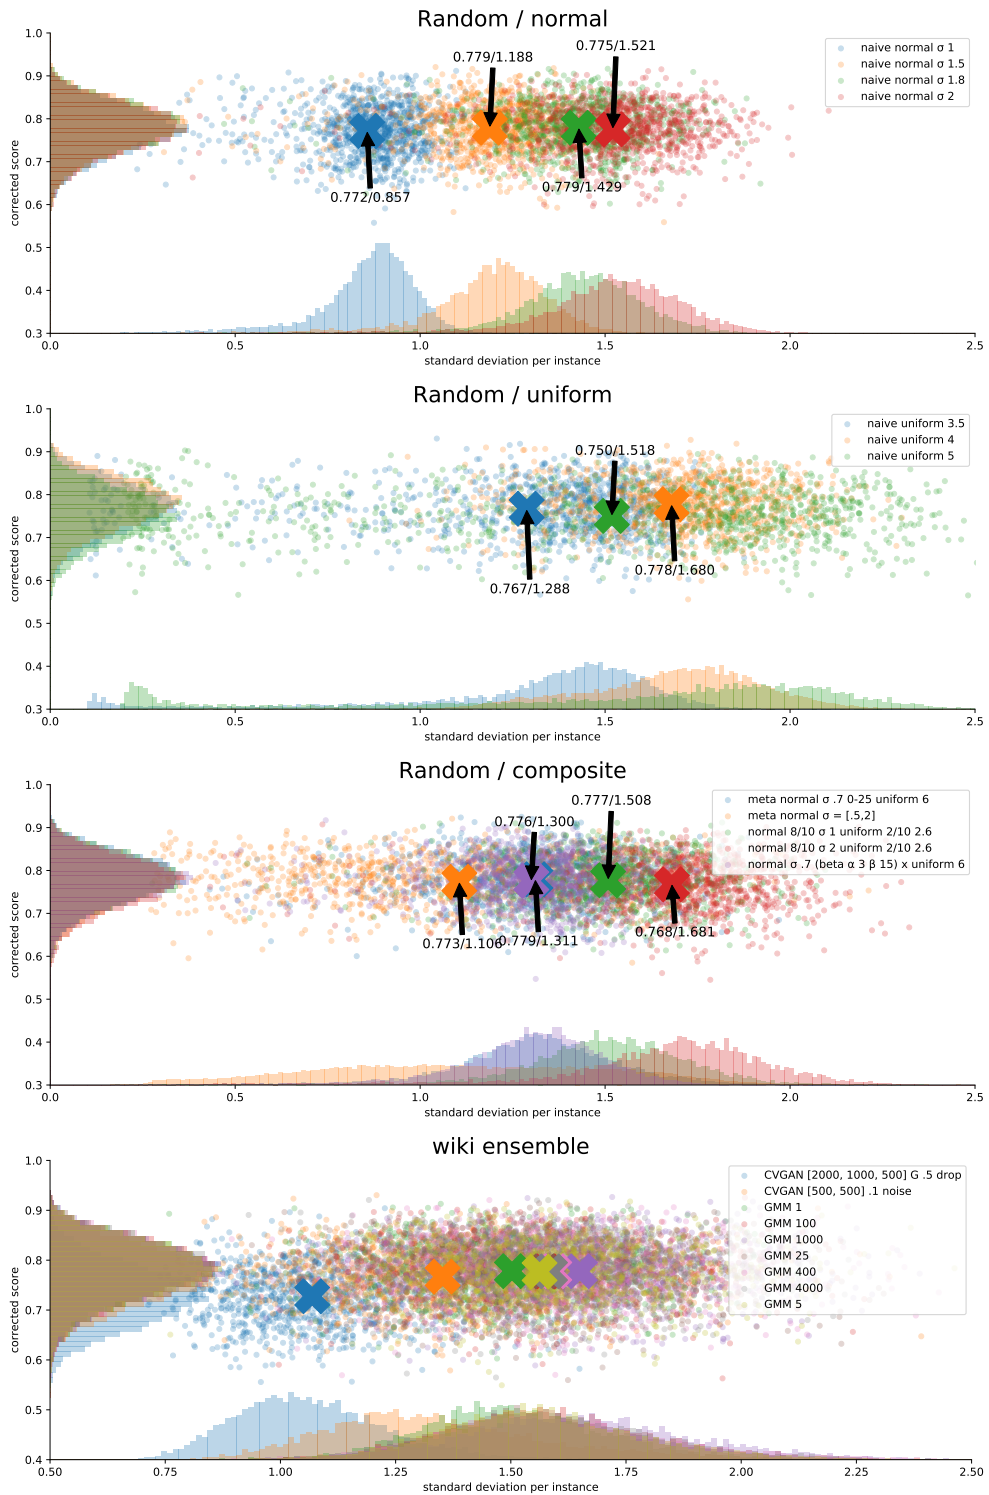 Random / normal
1.0
0.9
0.8
0.7
0.6
0.5
0.4
0.3
corrected score
0.775/1.521
0.779/1.188
0.772/0.857
0.779/1.429
naive normal σ 1
naive normal σ 1.5
naive normal σ 1.8
naive normal σ 2
0.0 0.5 1.0 1.5 2.0 2.5
standard deviation per instance
Random / uniform
1.0
0.9
0.8
0.7
0.6
0.5
0.4
0.3
corrected score
0.750/1.518
0.778/1.680
0.767/1.288
naive uniform 3.5
naive uniform 4
naive uniform 5
0.0 0.5 1.0 1.5 2.0 2.5
standard deviation per instance
Random / composite
1.0
0.9
0.8
0.7
0.6
0.5
0.4
0.3
corrected score
0.777/1.508
0.776/1.300
0.768/1.681
0.773/1.106
0.779/1.311
meta normal σ .7 0-25 uniform 6
meta normal σ = [.5,2]
normal 8/10 σ 1 uniform 2/10 2.6
normal 8/10 σ 2 uniform 2/10 2.6
normal σ .7 (beta α 3 β 15) x uniform 6
0.0 0.5 1.0 1.5 2.0 2.5
standard deviation per instance
wiki ensemble
1.0
0.9
0.8
0.7
0.6
0.5
0.4
corrected score
CVGAN [2000, 1000, 500] G .5 drop
CVGAN [500, 500] .1 noise
GMM 1
GMM 100
GMM 1000
GMM 25
GMM 400
GMM 4000
GMM 5
0.50 0.75 1.00 1.25 1.50 1.75 2.00 2.25 2.50
standard deviation per instance